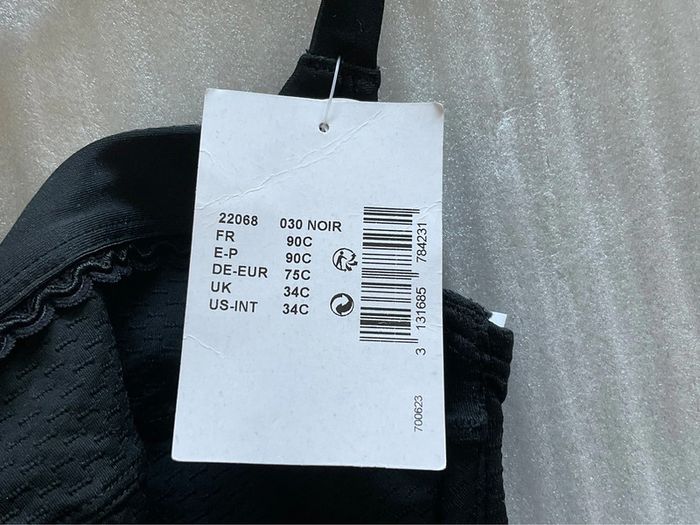 22068 030 NOIR
FR 90C
E-P 90C
DE-EUR 75C
UK 34C
US-INT 34C
3 131685 784231
700623